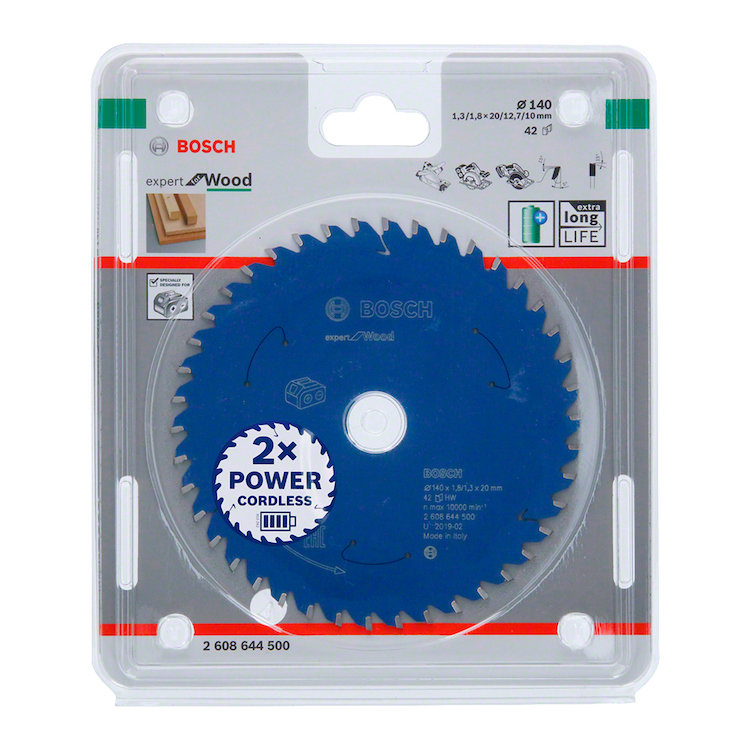 BOSCH
expert for Wood
SPECIALLY
DESIGNED FOR
Ø 140
1,3/1,8 × 20/12,7/10 mm
42
extra
long
LIFE
BOSCH
expert for Wood
2×
POWER
CORDLESS
BOSCH
Ø 140 x 1,8/1,3 x 20 mm
42 HW
n max 10000 min⁻¹
2 608 644 500
U 2019-02
Made in Italy
EAC
2 608 644 500